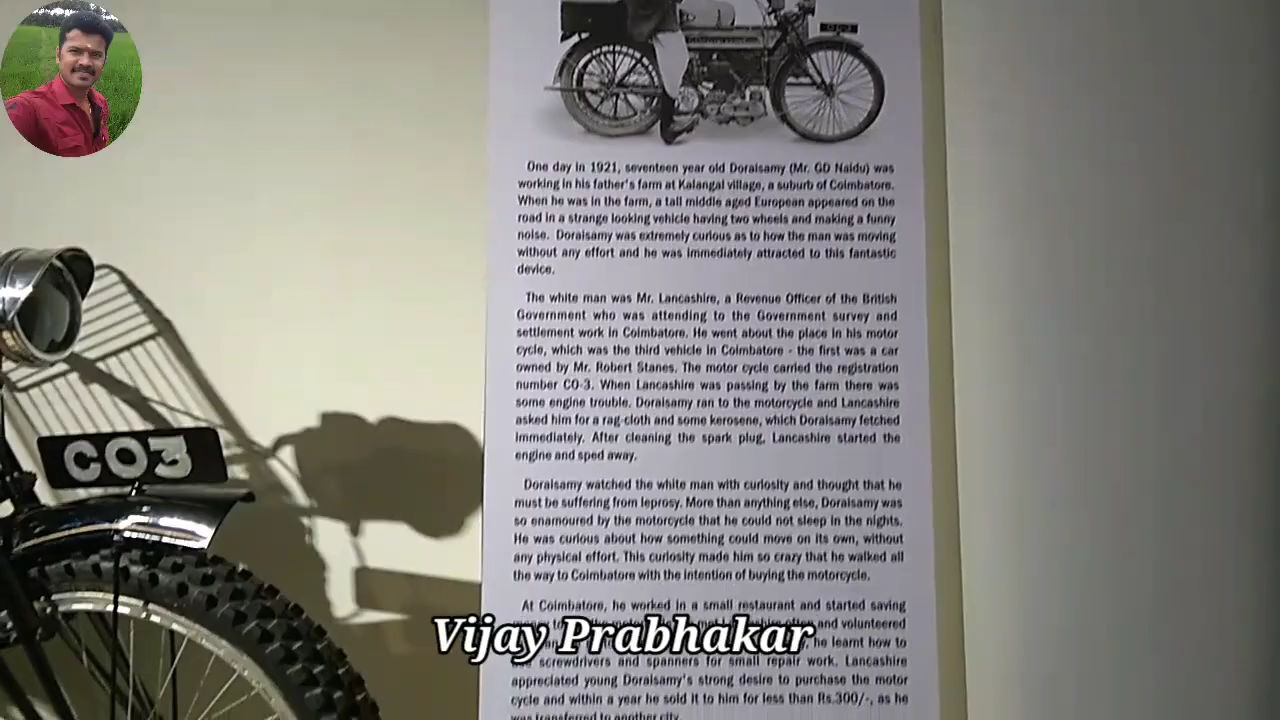 One day in 1921, seventeen year old Doraisamy (Mr. GD Naidu) was
working in his father's farm at Kalangal village, a suburb of Coimbatore.
When he was in the farm, a tall middle aged European appeared on the
road in a strange looking vehicle having two wheels and making a funny
noise. Doraisamy was extremely curious as to how the man was moving
without any effort and he was immediately attracted to this fantastic
device.
The white man was Mr. Lancashire, a Revenue Officer of the British
Government who was attending to the Government survey and
settlement work in Coimbatore. He went about the place in his motor
cycle, which was the third vehicle in Coimbatore - the first was a car
owned by Mr. Robert Stanes. The motor cycle carried the registration
number CO-3. When Lancashire was passing by the farm there was
some engine trouble. Doraisamy ran to the motorcycle and Lancashire
asked him for a rag-cloth and some kerosene, which Doraisamy fetched
immediately. After cleaning the spark plug, Lancashire started the
engine and sped away.
CO3
Doraisamy watched the white man with curiosity and thought that he
must be suffering from leprosy. More than anything else, Doraisamy was
so enamoured by the motorcycle that he could not sleep in the nights.
He was curious about how something could move on its own, without
any physical effort. This curiosity made him so crazy that he walked all
the way to Coimbatore with the intention of buying the motorcycle.
At Coimbatore, he worked in a small restaurant and started saving
and volunteered
Vijay Prabhakar
he learnt how to
screwdrivers and spanners for small repair work. Lancashire
appreciated young Doraisamy's strong desire to purchase the motor
cycle and within a year he sold it to him for less than Rs.300/-, as he
was transferred to another city.